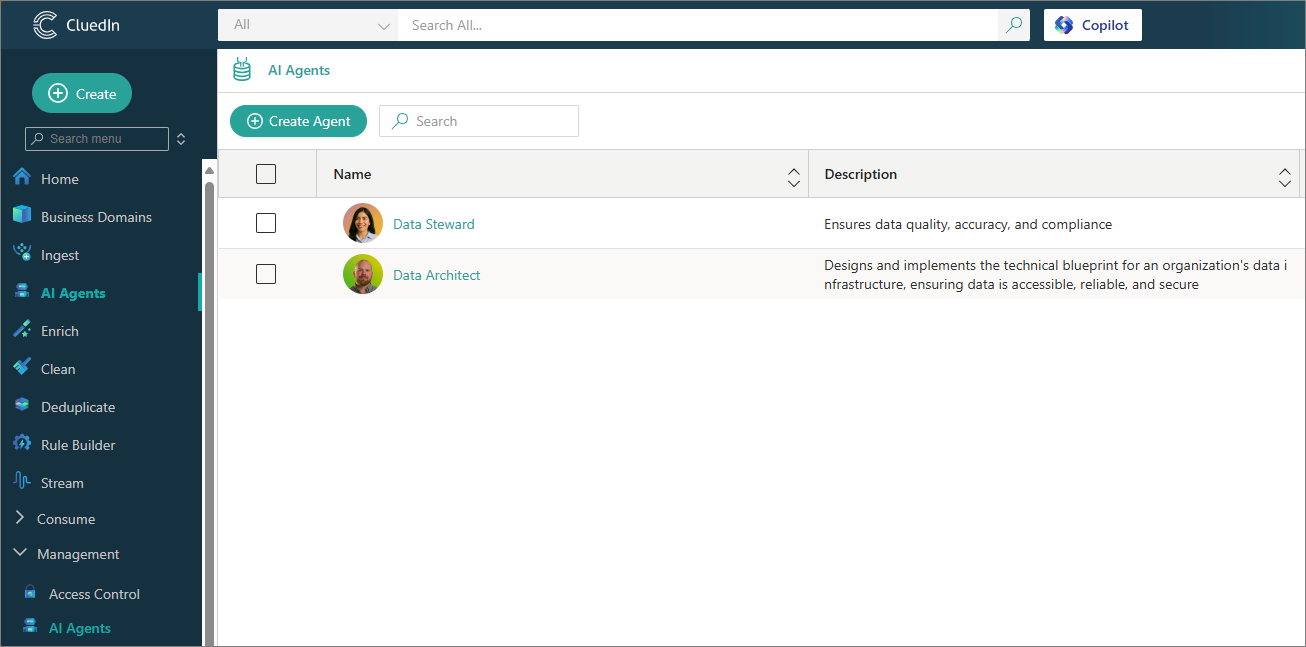 CluedIn
All
Search All...
Copilot
Create
Search menu
Home
Business Domains
Ingest
AI Agents
Enrich
Clean
Deduplicate
Rule Builder
Stream
Consume
Management
Access Control
AI Agents
AI Agents
Create Agent
Search
Name
Description
Data Steward
Ensures data quality, accuracy, and compliance
Data Architect
Designs and implements the technical blueprint for an organization's data i
nfrastructure, ensuring data is accessible, reliable, and secure